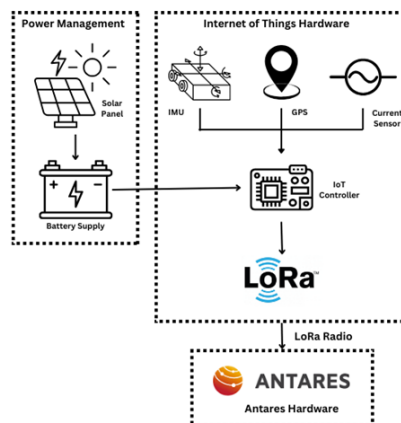 Power Management
Internet of Things Hardware
Solar
Panel
IMU
GPS
Current
Sensor
+
-
Battery Supply
IoT
Controller
LoRa™
LoRa Radio
ANTARES
Antares Hardware